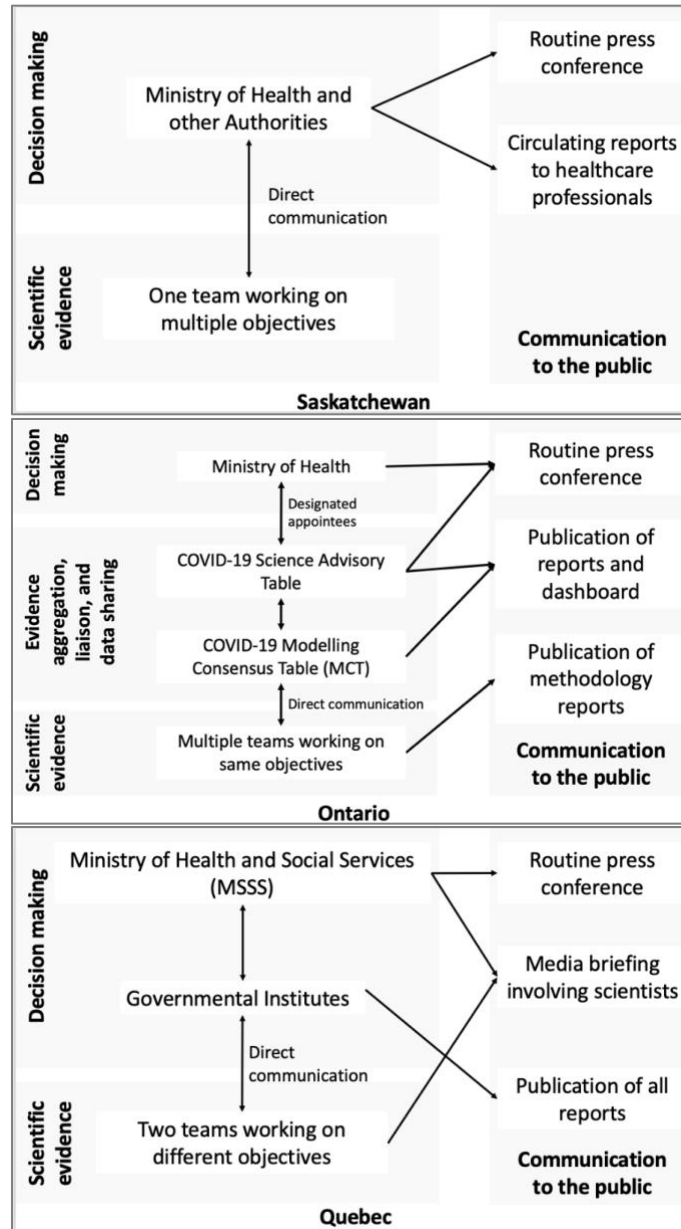 Decision making
Ministry of Health and
other Authorities
Direct
communication
Scientific
evidence
One team working on
multiple objectives
Routine press
conference
Circulating reports
to healthcare
professionals
Communication
to the public
Saskatchewan
Decision
making
Ministry of Health
Designated
appointees
Evidence
aggregation,
liaison, and
data sharing
COVID-19 Science Advisory
Table
COVID-19 Modelling
Consensus Table (MCT)
Direct communication
Scientific
evidence
Multiple teams working on
same objectives
Routine press
conference
Publication of
reports and
dashboard
Publication of
methodology
reports
Communication
to the public
Ontario
Decision making
Ministry of Health and Social Services
(MSSS)
Governmental Institutes
Direct
communication
Scientific
evidence
Two teams working on
different objectives
Routine press
conference
Media briefing
involving scientists
Publication of all
reports
Communication
to the public
Quebec